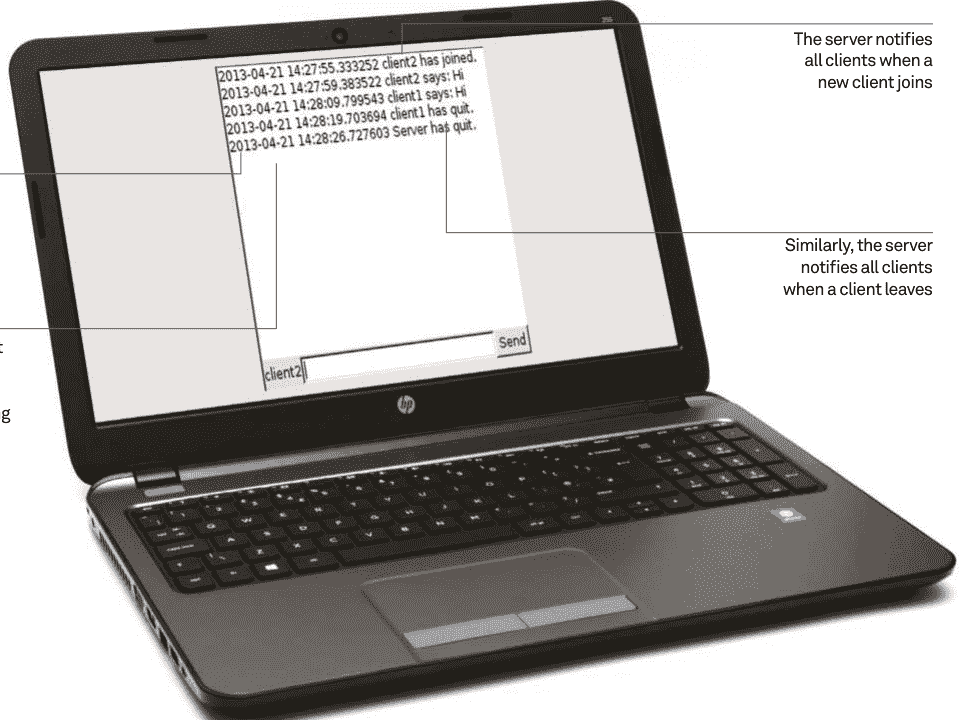 255
The server notifies
all clients when a
new client joins
2013-04-21 14:27:55.333252 client2 has joined.
2013-04-21 14:27:59.383522 client2 says: Hi
2013-04-21 14:28:09.799543 client1 says: Hi
2013-04-21 14:28:19.703694 client1 has quit.
2013-04-21 14:28:26.727603 Server has quit.
Similarly, the server
notifies all clients
when a client leaves
client2
Send
hp
Q W E R T Y U I O P
A S D F G H J K L
Z X C V B N M